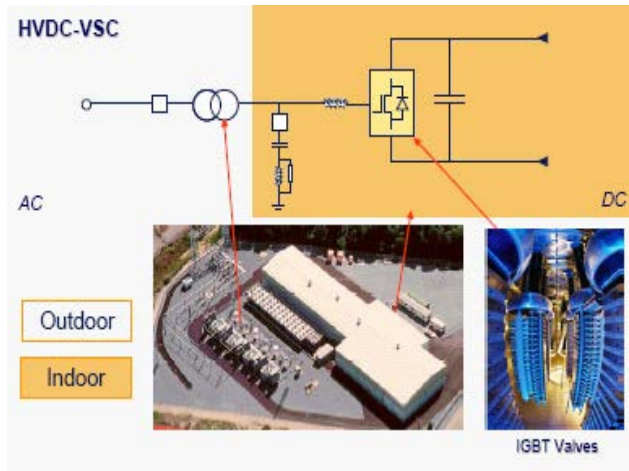 HVDC-VSC
AC
DC
Outdoor
Indoor
IGBT Valves